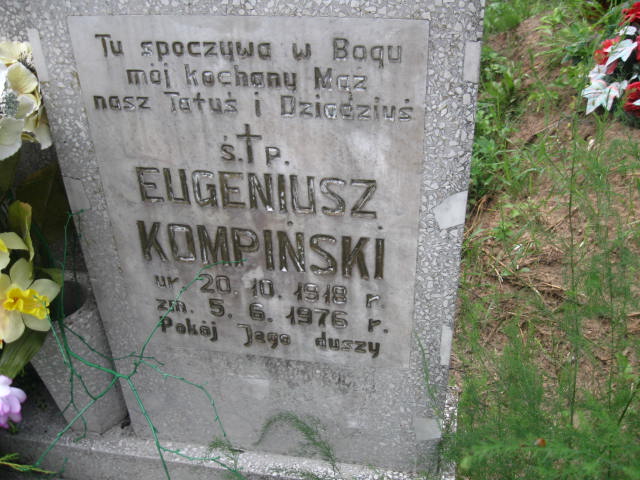 Tu spoczywa w Bogu
mój kochany Mąż
nasz Tatuś i Dziadziuś
ś. † p.
EUGENIUSZ
KOMPIŃSKI
ur. 20. 10. 1918 r.
zm. 5. 6. 1976 r.
Pokój Jego duszy